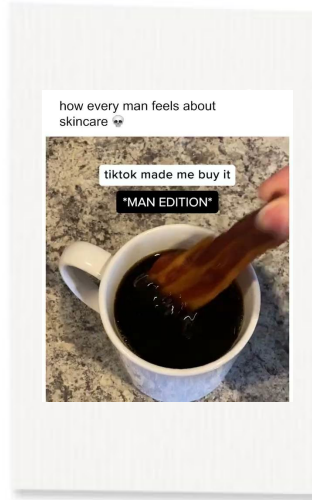 how every man feels about
skincare 💀
tiktok made me buy it
*MAN EDITION*